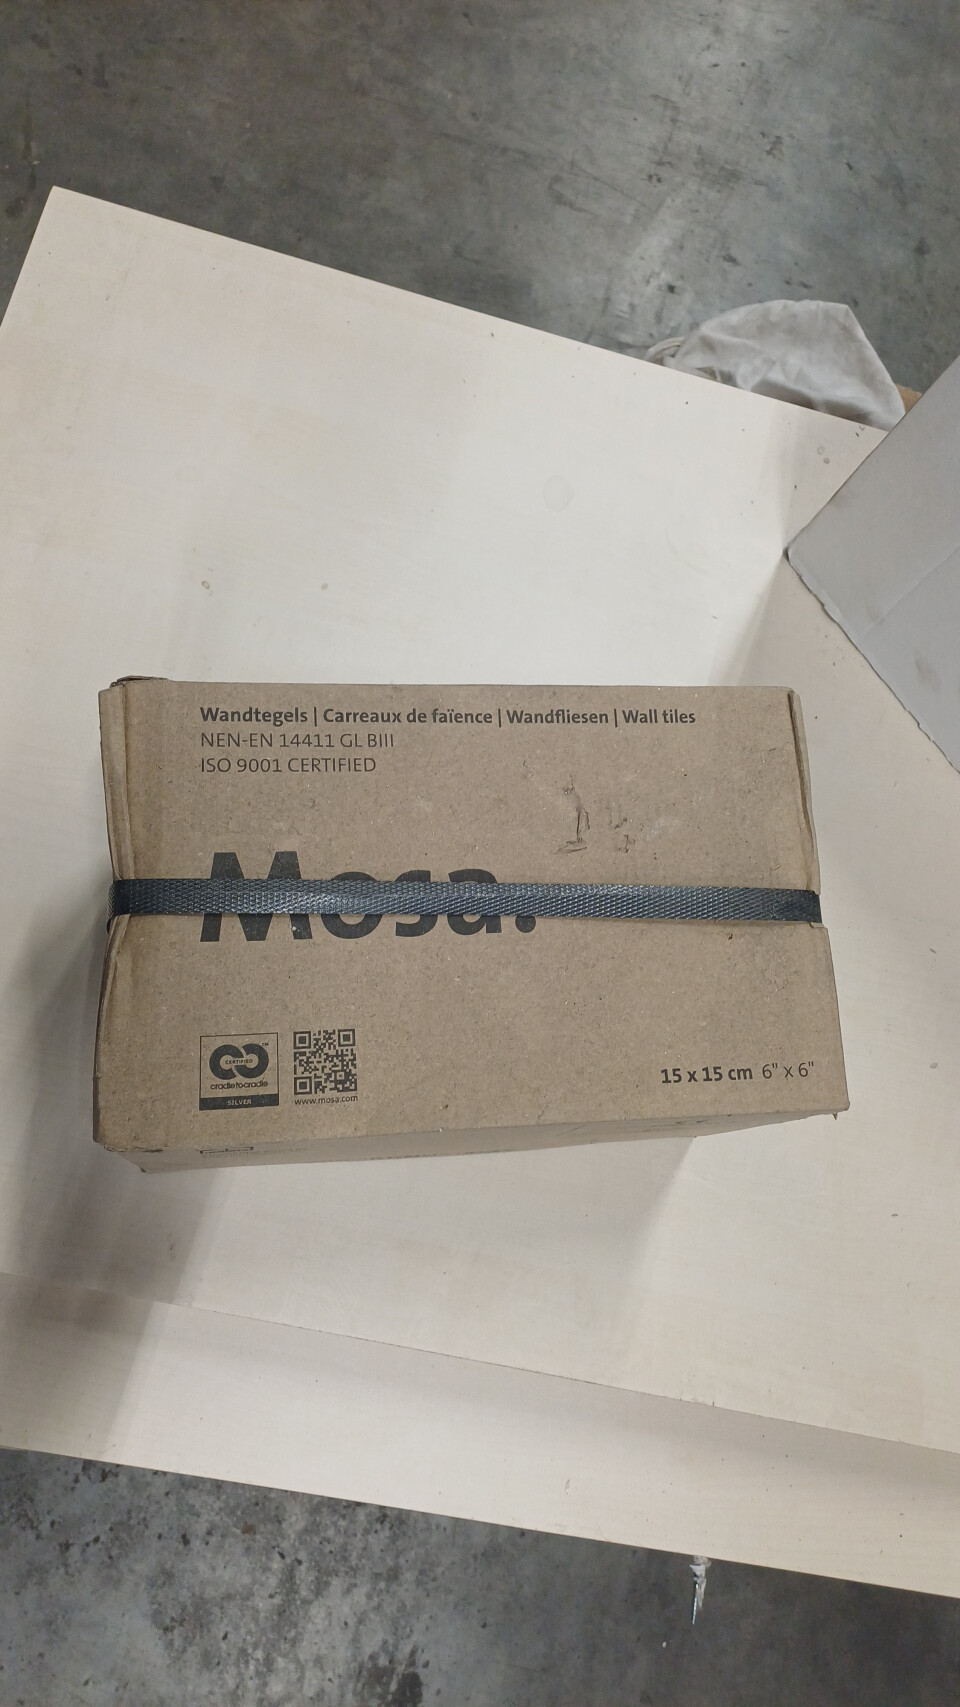 Wandtegels | Carreaux de faïence | Wandfliesen | Wall tiles
NEN-EN 14411 GL BIII
ISO 9001 CERTIFIED
Mosa.
CERTIFIED
cradletocradle
SILVER
www.mosa.com
15 x 15 cm 6" x 6"